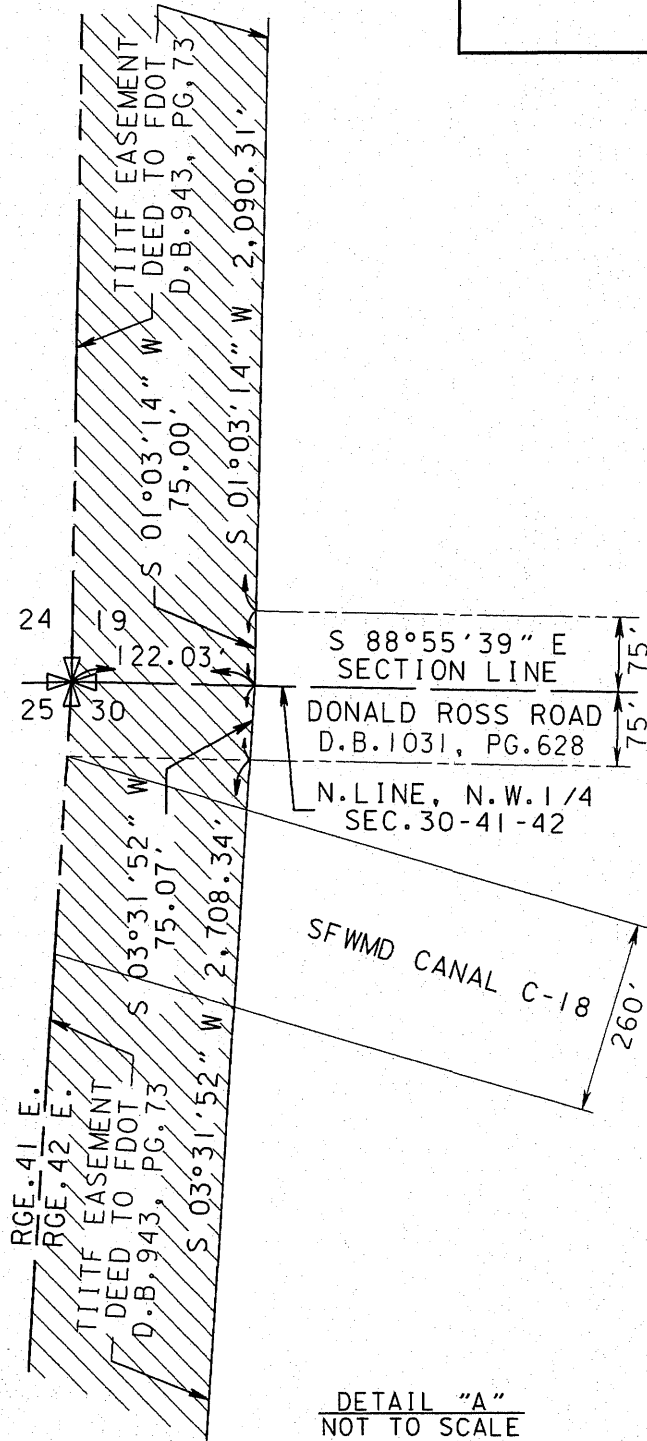 TIITF EASEMENT
DEED TO FDOT
D.B.943, PG.73
S 01°03'14" W
75.00'
S 01°03'14" W 2,090.31'
24 19
25 30
122.03'
S 88°55'39" E
SECTION LINE
75'
DONALD ROSS ROAD
D.B.1031, PG.628
75'
N.LINE, N.W.1/4
SEC.30-41-42
S 03°31'52" W
75.07'
S 03°31'52" W 2,708.34'
SFWMD CANAL C-18
260'
RGE.41 E.
RGE.42 E.
TIITF EASEMENT
DEED TO FDOT
D.B.943, PG.73
DETAIL "A"
NOT TO SCALE